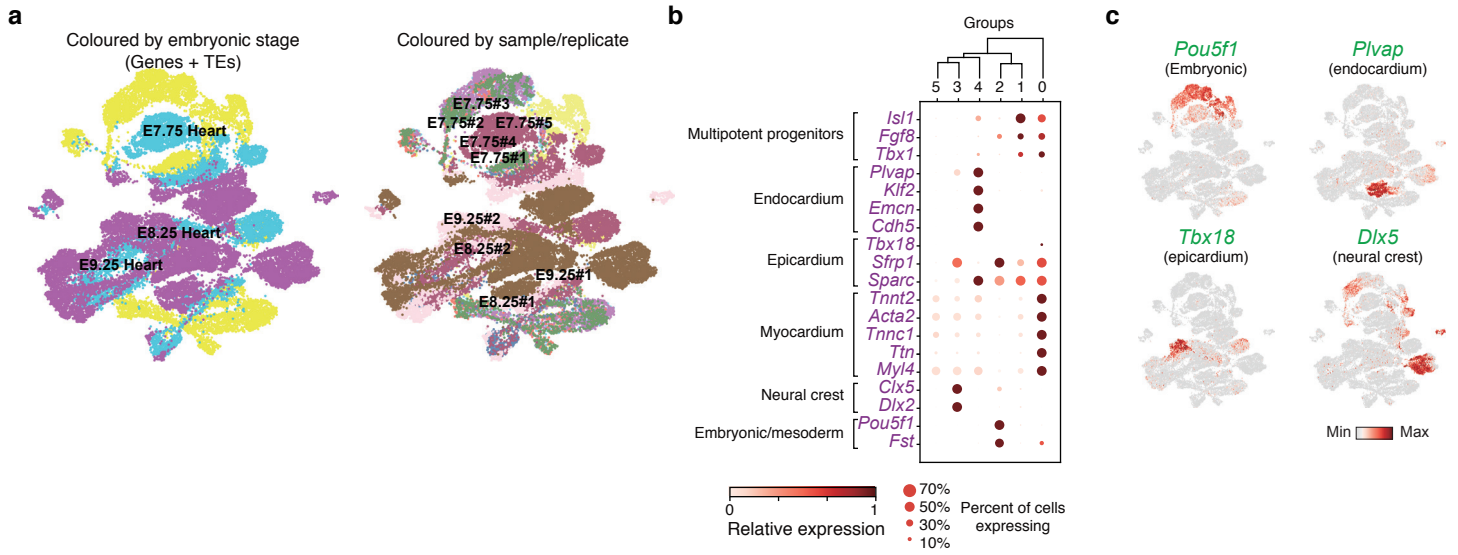 a
Coloured by embryonic stage
(Genes + TEs)
E7.75 Heart
E8.25 Heart
E9.25 Heart
Coloured by sample/replicate
E7.75#3
E7.75#2 E7.75#5
E7.75#4
E7.75#1
E9.25#2
E8.25#2
E9.25#1
E8.25#1
b
Groups
5 3 4 2 1 0
Multipotent progenitors
Isl1
Fgf8
Tbx1
Endocardium
Plvap
Klf2
Emcn
Cdh5
Epicardium
Tbx18
Sfrp1
Sparc
Myocardium
Tnnt2
Acta2
Tnnc1
Ttn
Myl4
Neural crest
Clx5
Dlx2
Embryonic/mesoderm
Pou5f1
Fst
0 1
Relative expression
70%
50%
30%
10%
Percent of cells
expressing
c
Pou5f1
(Embryonic)
Plvap
(endocardium)
Tbx18
(epicardium)
Dlx5
(neural crest)
Min Max